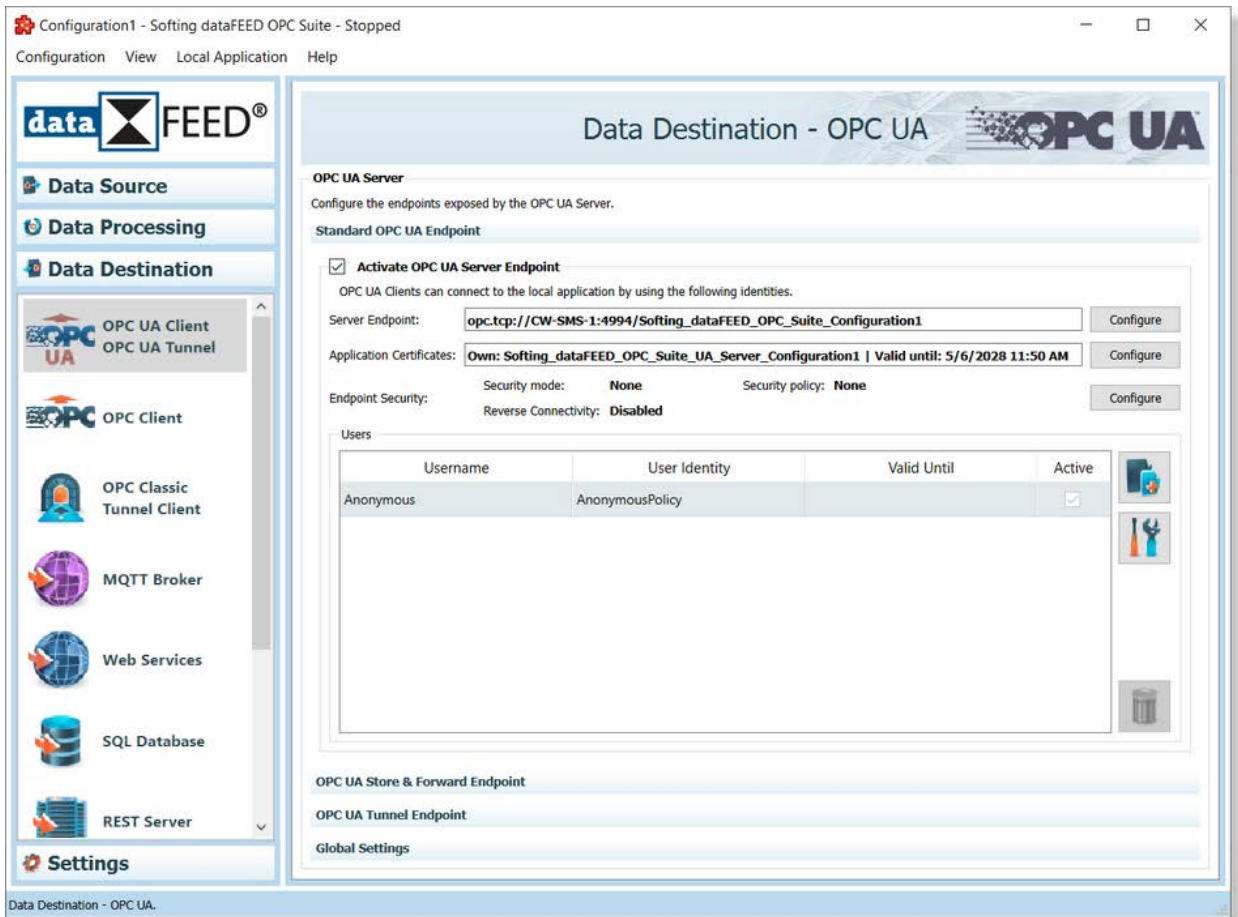 Configuration1 - Softing dataFEED OPC Suite - Stopped
Configuration View Local Application Help
data FEED®
Data Source
Data Processing
Data Destination
OPC UA Client
OPC UA Tunnel
OPC
UA
OPC Client
OPC
OPC Classic
Tunnel Client
MQTT Broker
Web Services
SQL Database
REST Server
Settings
Data Destination - OPC UA
OPC UA
OPC UA Server
Configure the endpoints exposed by the OPC UA Server.
Standard OPC UA Endpoint
Activate OPC UA Server Endpoint
OPC UA Clients can connect to the local application by using the following identities.
Server Endpoint: opc.tcp://CW-SMS-1:4994/Softing_dataFEED_OPC_Suite_Configuration1 Configure
Application Certificates: Own: Softing_dataFEED_OPC_Suite_UA_Server_Configuration1 | Valid until: 5/6/2028 11:50 AM Configure
Security mode: None Security policy: None
Endpoint Security: Configure
Reverse Connectivity: Disabled
Users
Username User Identity Valid Until Active
Anonymous AnonymousPolicy
OPC UA Store & Forward Endpoint
OPC UA Tunnel Endpoint
Global Settings
Data Destination - OPC UA.